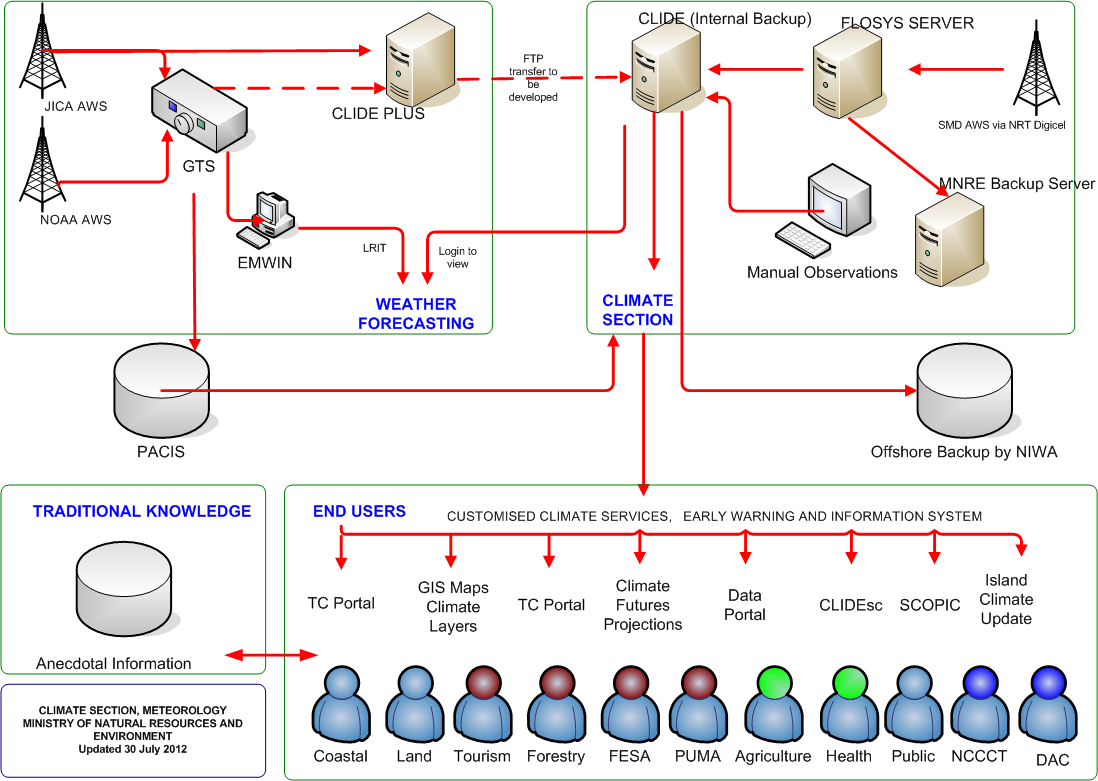 CLIDE (Internal Backup)
FLOSYS SERVER
JICA AWS
CLIDE PLUS
FTP
transfer to
be
developed
SMD AWS via NRT Digicel
GTS
NOAA AWS
MNRE Backup Server
EMWIN
LRIT
Login to
view
Manual Observations
WEATHER
FORECASTING
CLIMATE
SECTION
PACIS
Offshore Backup by NIWA
TRADITIONAL KNOWLEDGE
Anecdotal Information
END USERS
CUSTOMISED CLIMATE SERVICES, EARLY WARNING AND INFORMATION SYSTEM
TC Portal
GIS Maps
Climate
Layers
TC Portal
Climate
Futures
Projections
Data
Portal
CLIDEsc
SCOPIC
Island
Climate
Update
Coastal
Land
Tourism
Forestry
FESA
PUMA
Agriculture
Health
Public
NCCCT
DAC
CLIMATE SECTION, METEOROLOGY
MINISTRY OF NATURAL RESOURCES AND
ENVIRONMENT
Updated 30 July 2012